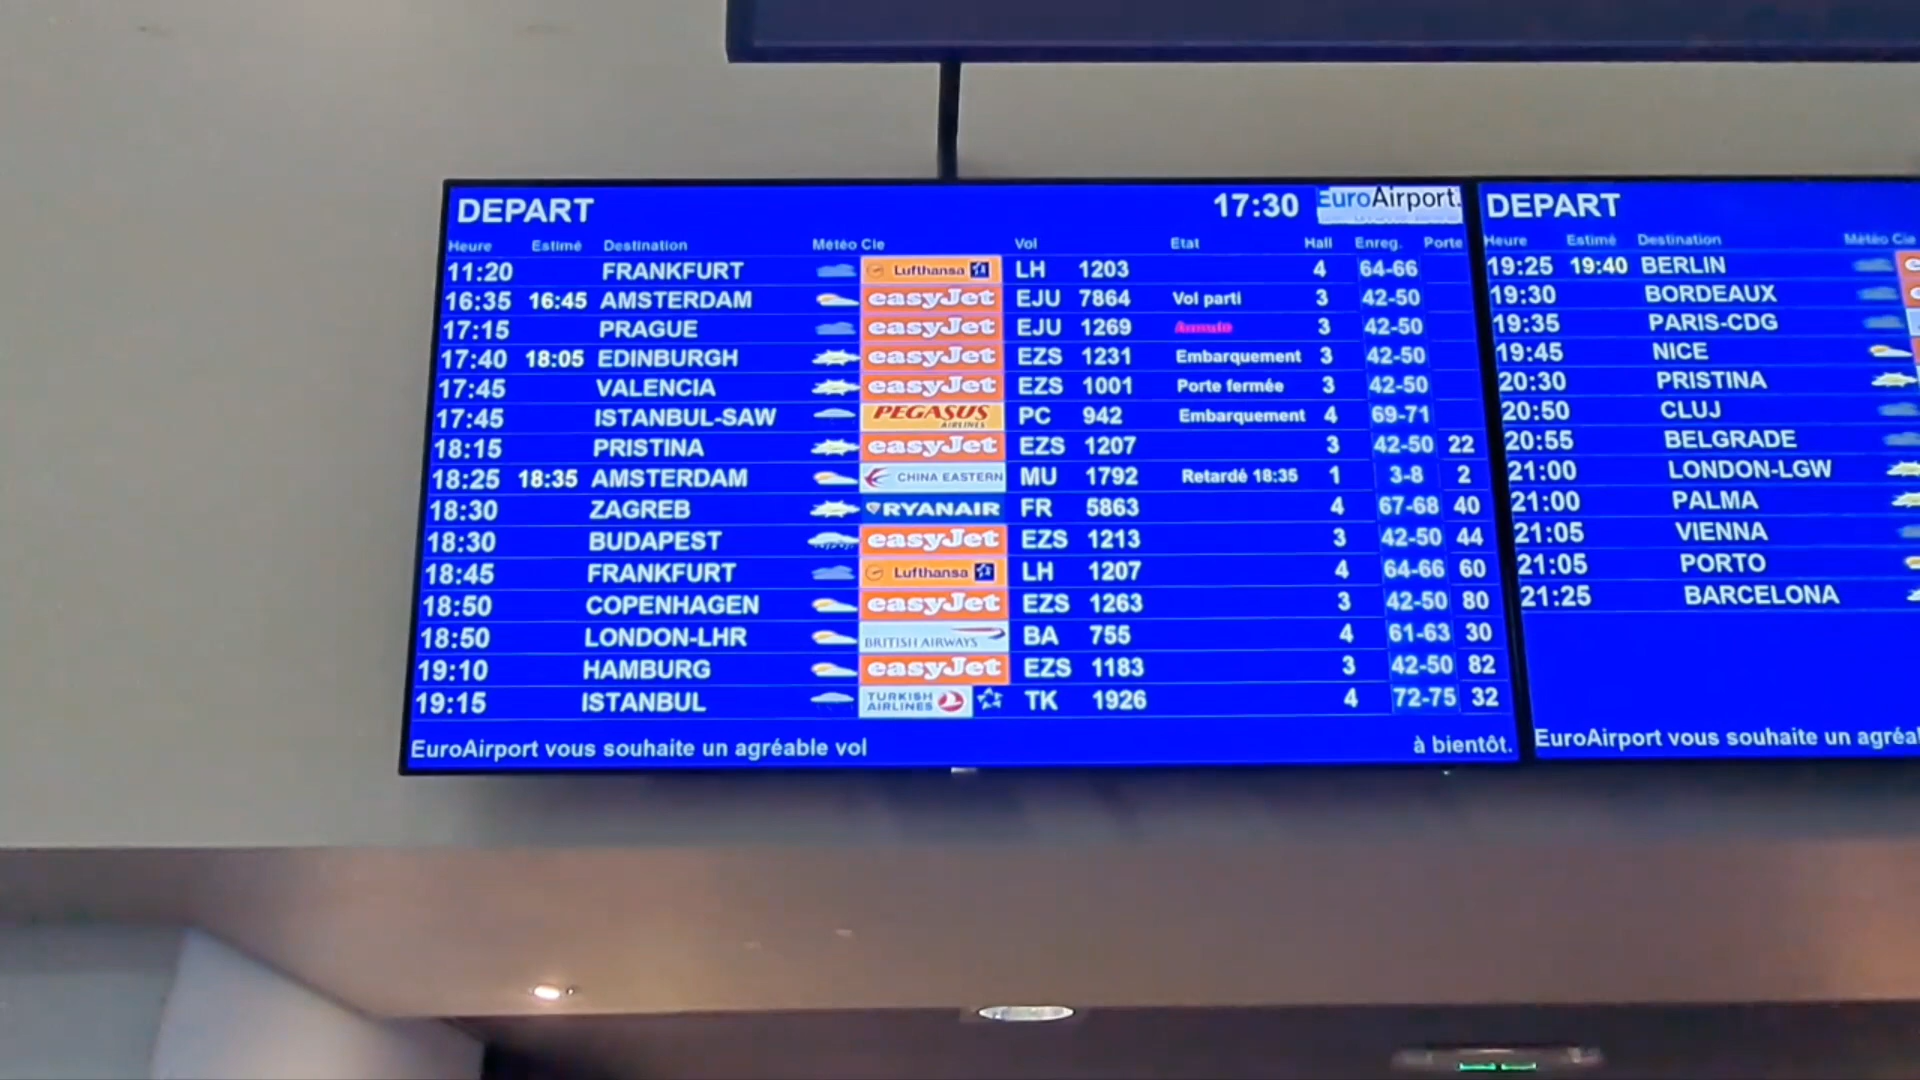 DEPART 17:30 EuroAirport.
Heure Estimé Destination Météo Cie Vol Etat Hall Enreg. Porte
11:20 FRANKFURT Lufthansa LH 1203 4 64-66
16:35 16:45 AMSTERDAM easyJet EJU 7864 Vol parti 3 42-50
17:15 PRAGUE easyJet EJU 1269 Annulé 3 42-50
17:40 18:05 EDINBURGH easyJet EZS 1231 Embarquement 3 42-50
17:45 VALENCIA easyJet EZS 1001 Porte fermée 3 42-50
17:45 ISTANBUL-SAW PEGASUS AIRLINES PC 942 Embarquement 4 69-71
18:15 PRISTINA easyJet EZS 1207 3 42-50 22
18:25 18:35 AMSTERDAM CHINA EASTERN MU 1792 Retardé 18:35 1 3-8 2
18:30 ZAGREB RYANAIR FR 5863 4 67-68 40
18:30 BUDAPEST easyJet EZS 1213 3 42-50 44
18:45 FRANKFURT Lufthansa LH 1207 4 64-66 60
18:50 COPENHAGEN easyJet EZS 1263 3 42-50 80
18:50 LONDON-LHR BRITISH AIRWAYS BA 755 4 61-63 30
19:10 HAMBURG easyJet EZS 1183 3 42-50 82
19:15 ISTANBUL TURKISH AIRLINES TK 1926 4 72-75 32
EuroAirport vous souhaite un agréable vol à bientôt.
DEPART
Heure Estimé Destination Météo Cie
19:25 19:40 BERLIN
19:30 BORDEAUX
19:35 PARIS-CDG
19:45 NICE
20:30 PRISTINA
20:50 CLUJ
20:55 BELGRADE
21:00 LONDON-LGW
21:00 PALMA
21:05 VIENNA
21:05 PORTO
21:25 BARCELONA
EuroAirport vous souhaite un agréa